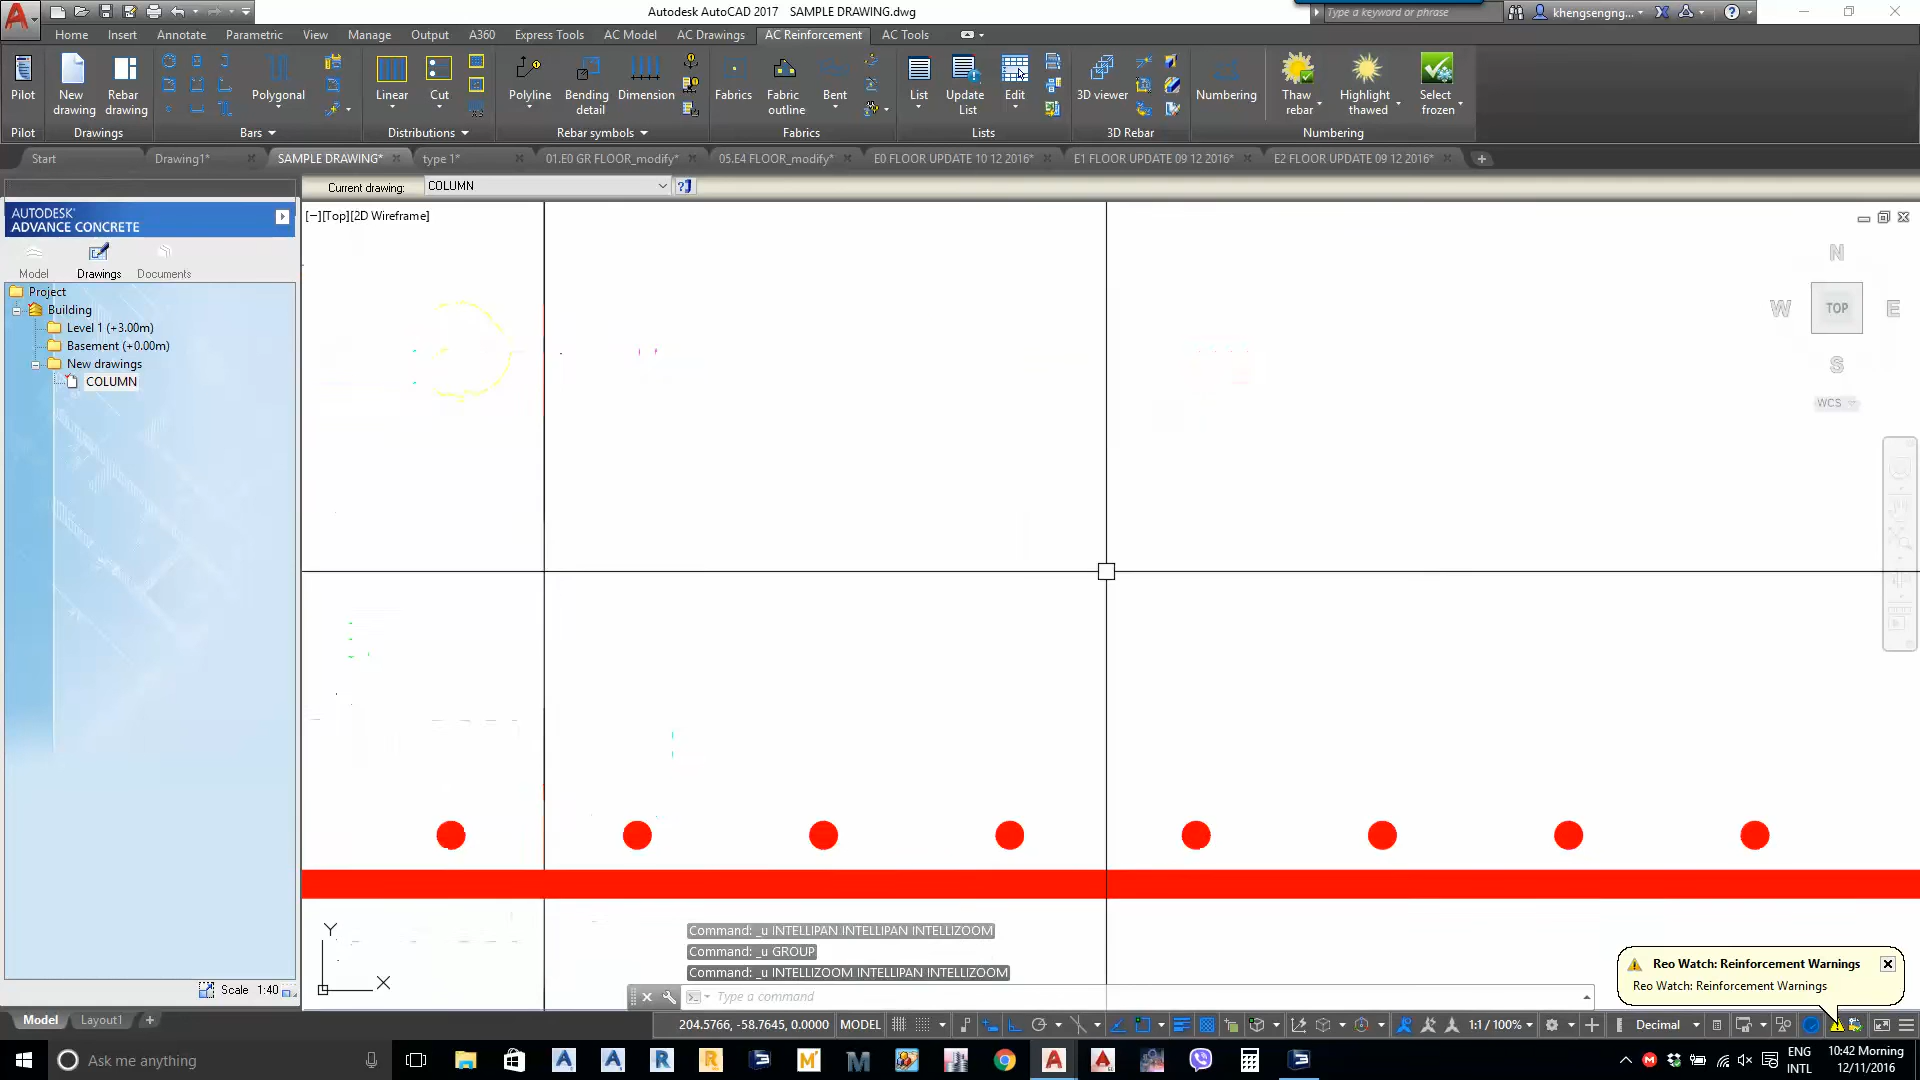 Autodesk AutoCAD 2017 SAMPLE DRAWING.dwg
Type a keyword or phrase
khengsengng...
Home Insert Annotate Parametric View Manage Output A360 Express Tools AC Model AC Drawings AC Reinforcement AC Tools
Pilot
New drawing
Rebar drawing
Polygonal
Linear
Cut
Polyline
Bending detail
Dimension
Fabrics
Fabric outline
Bent
List
Update List
Edit
3D viewer
Numbering
Thaw rebar
Highlight thawed
Select frozen
Pilot Drawings Bars Distributions Rebar symbols Fabrics Lists 3D Rebar Numbering
Start Drawing1* SAMPLE DRAWING* type 1* 01.E0 GR FLOOR_modify* 05.E4 FLOOR_modify* E0 FLOOR UPDATE 10 12 2016* E1 FLOOR UPDATE 09 12 2016* E2 FLOOR UPDATE 09 12 2016*
Current drawing: COLUMN
AUTODESK'
ADVANCE CONCRETE
Model Drawings Documents
Project
Building
Level 1 (+3.00m)
Basement (+0.00m)
New drawings
COLUMN
Scale 1:40
[−][Top][2D Wireframe]
N
W TOP E
S
WCS
Y
X
Command: _u INTELLIPAN INTELLIPAN INTELLIZOOM
Command: _u GROUP
Command: _u INTELLIZOOM INTELLIPAN INTELLIZOOM
Type a command
Reo Watch: Reinforcement Warnings
Reo Watch: Reinforcement Warnings
Model Layout1
204.5766, -58.7645, 0.0000 MODEL 1:1 / 100% Decimal
Ask me anything
ENG
INTL
10:42 Morning
12/11/2016